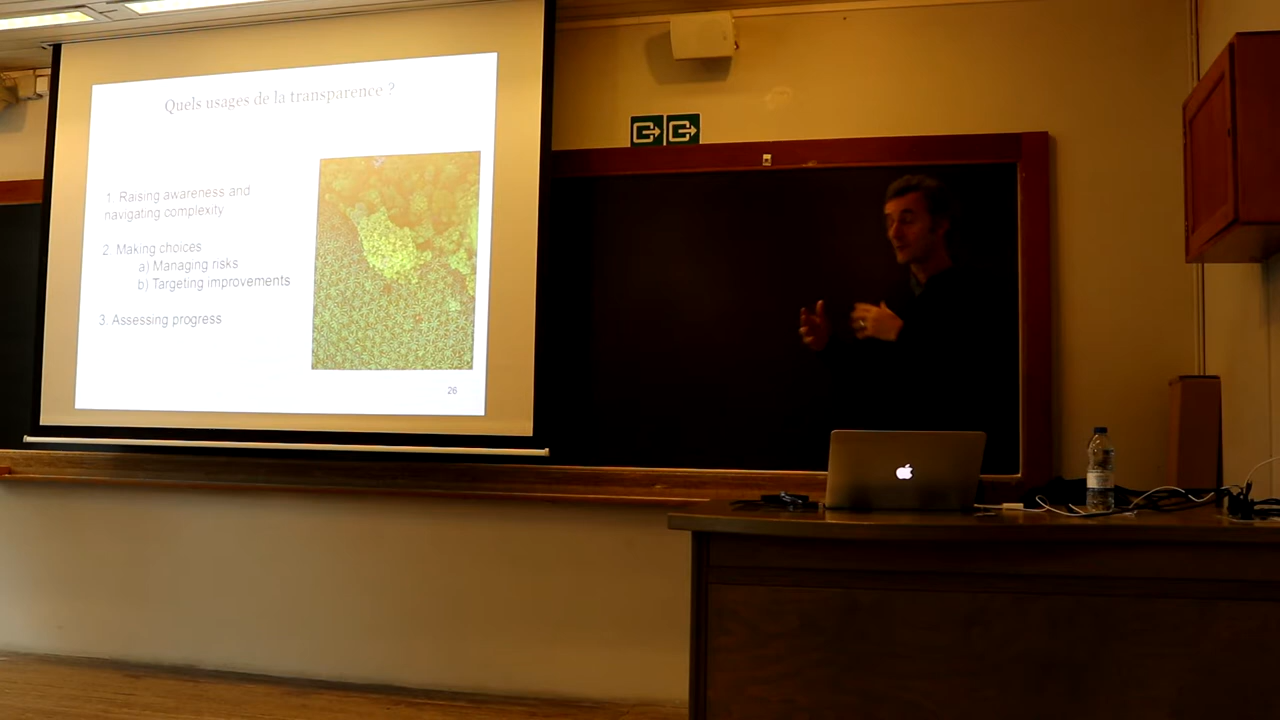 Quels usages de la transparence ?
1. Raising awareness and
navigating complexity
2. Making choices
a) Managing risks
b) Targeting improvements
3. Assessing progress
26